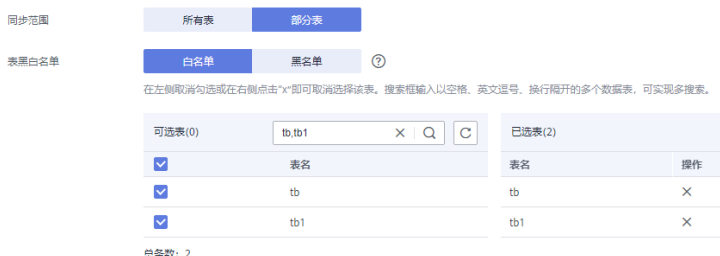 同步范围 所有表 部分表
表黑白名单 白名单 黑名单 ?
在左侧取消勾选或在右侧点击“x”即可取消选择该表。搜索框输入以空格、英文逗号、换行隔开的多个数据表，可实现多搜索。
可选表(0) tb,tb1 已选表(2)
表名 表名 操作
tb tb
tb1 tb1
总条数：2